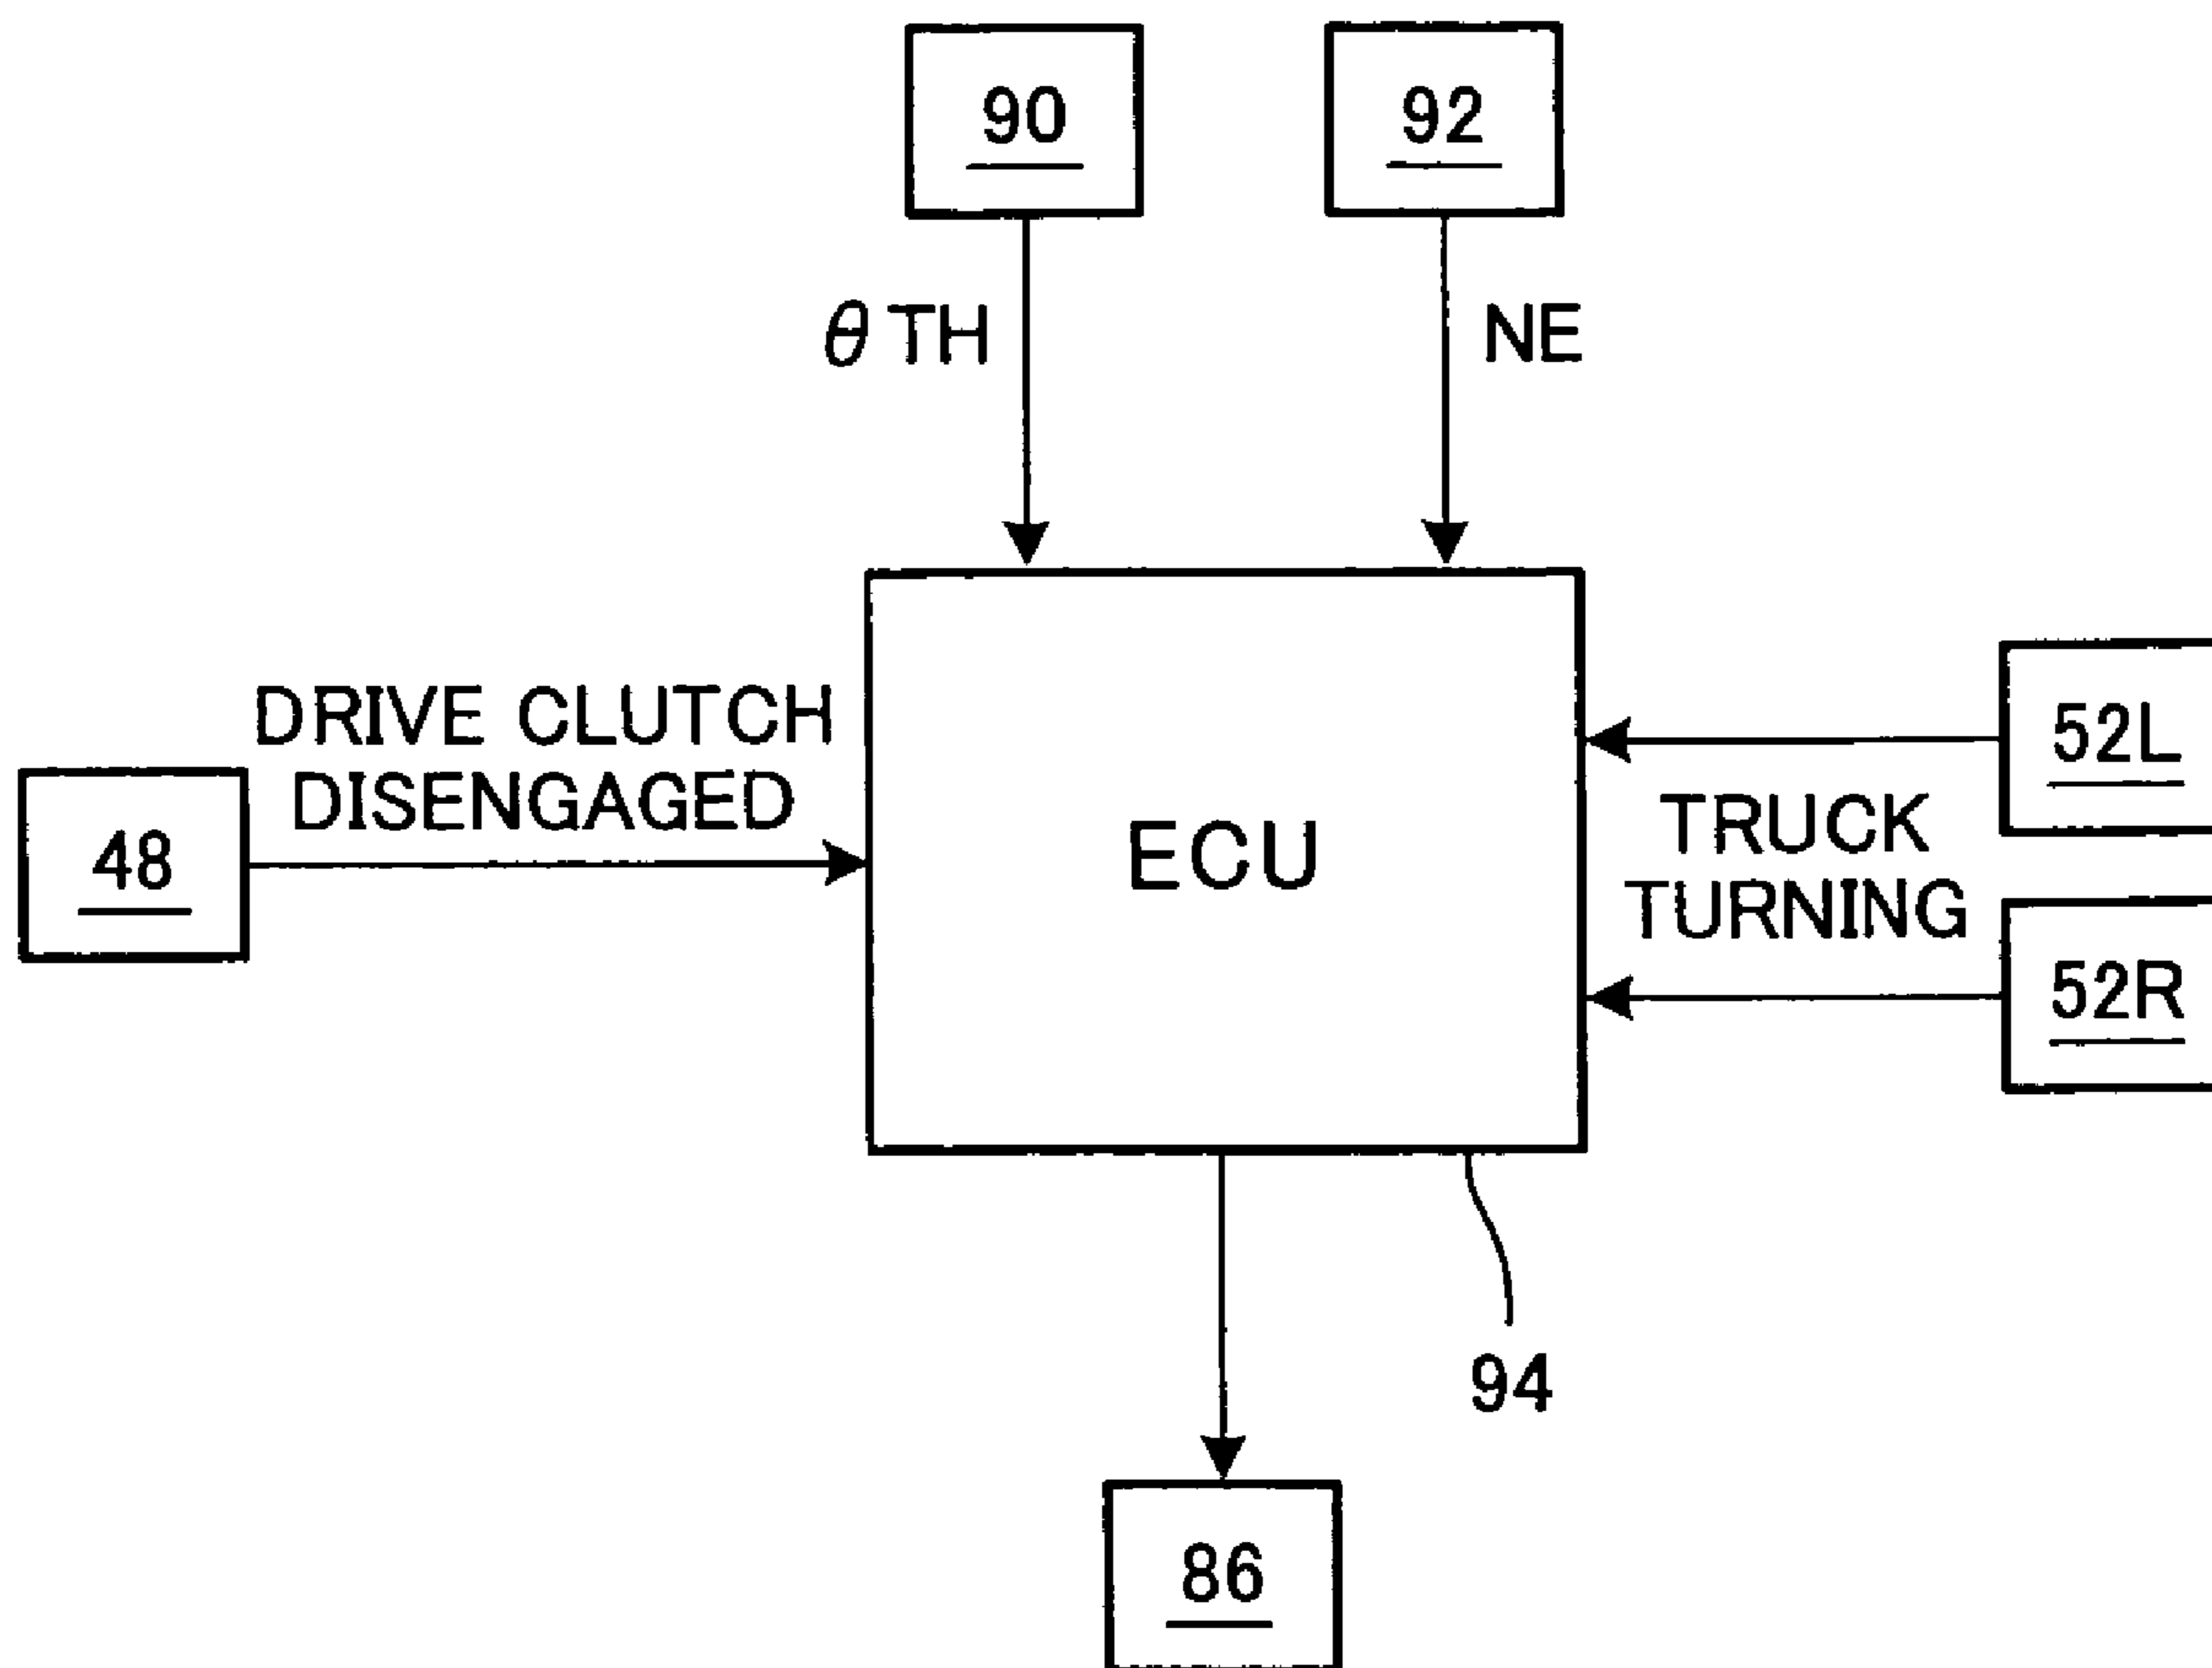 90
92
θTH
NE
DRIVE CLUTCH
DISENGAGED
48
ECU
52L
TRUCK
TURNING
52R
94
86